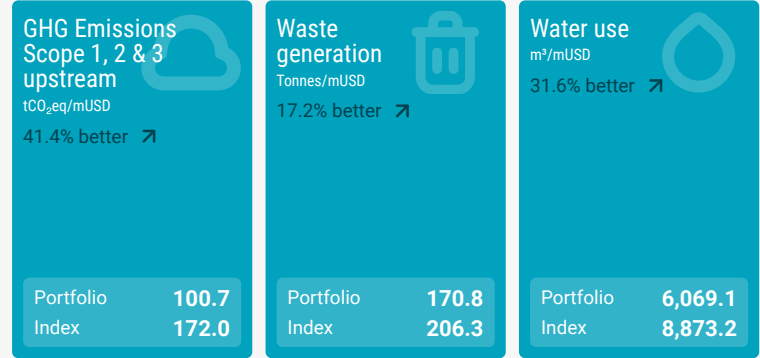 GHG Emissions
Scope 1, 2 & 3
upstream
tCO₂eq/mUSD
41.4% better
Portfolio 100.7
Index 172.0
Waste
generation
Tonnes/mUSD
17.2% better
Portfolio 170.8
Index 206.3
Water use
m³/mUSD
31.6% better
Portfolio 6,069.1
Index 8,873.2